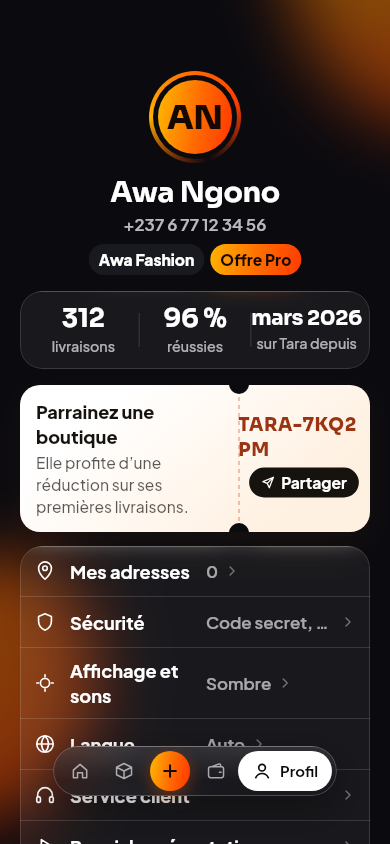 AN
Awa Ngono
+237 6 77 12 34 56
Awa Fashion Offre Pro
312 96 % mars 2026
livraisons réussies sur Tara depuis
Parrainez une
boutique
Elle profite d’une
réduction sur ses
premières livraisons.
TARA-7KQ2
PM
Partager
Mes adresses 0
Sécurité Code secret, …
Affichage et
sons
Sombre
Langue Auto
Profil
Service client